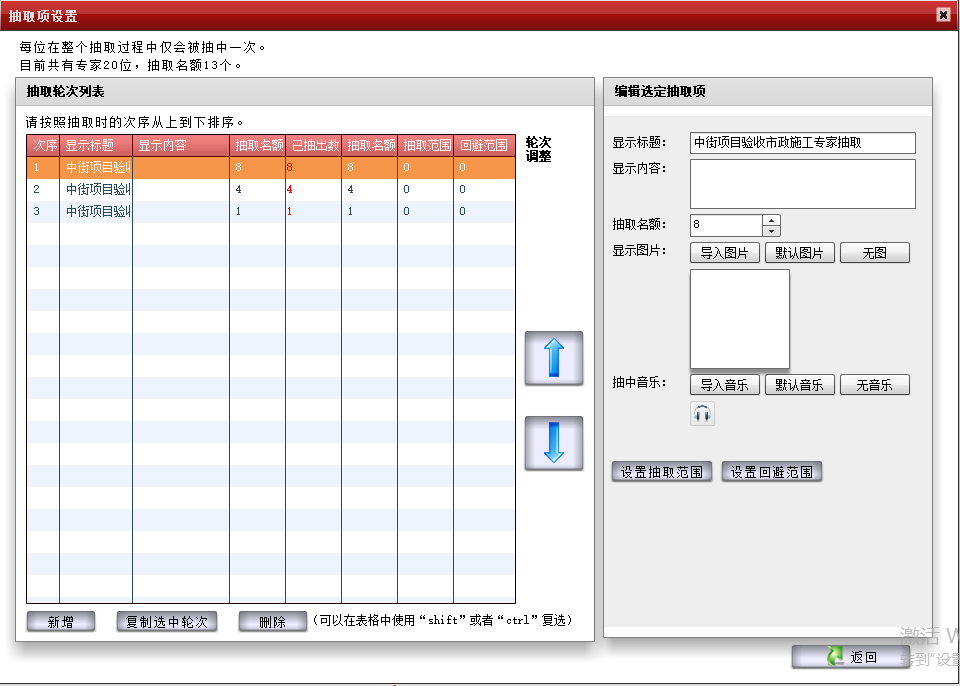 抽取项设置
每位在整个抽取过程中仅会被抽中一次。
目前共有专家20位，抽取名额13个。
抽取轮次列表
请按照抽取时的次序从上到下排序。
次序 显示标题 显示内容 抽取名额 已抽出数 抽取名额 抽取范围 回避范围
1 中街项目验收 8 8 8 0 0
2 中街项目验收 4 4 4 0 0
3 中街项目验收 1 1 1 0 0
轮次
调整
新增 复制选中轮次 删除 (可以在表格中使用“shift”或者“ctrl”复选)
编辑选定抽取项
显示标题： 中街项目验收市政施工专家抽取
显示内容：
抽取名额： 8
显示图片： 导入图片 默认图片 无图
抽中音乐： 导入音乐 默认音乐 无音乐
设置抽取范围 设置回避范围
激活 W
转到“设置
返回